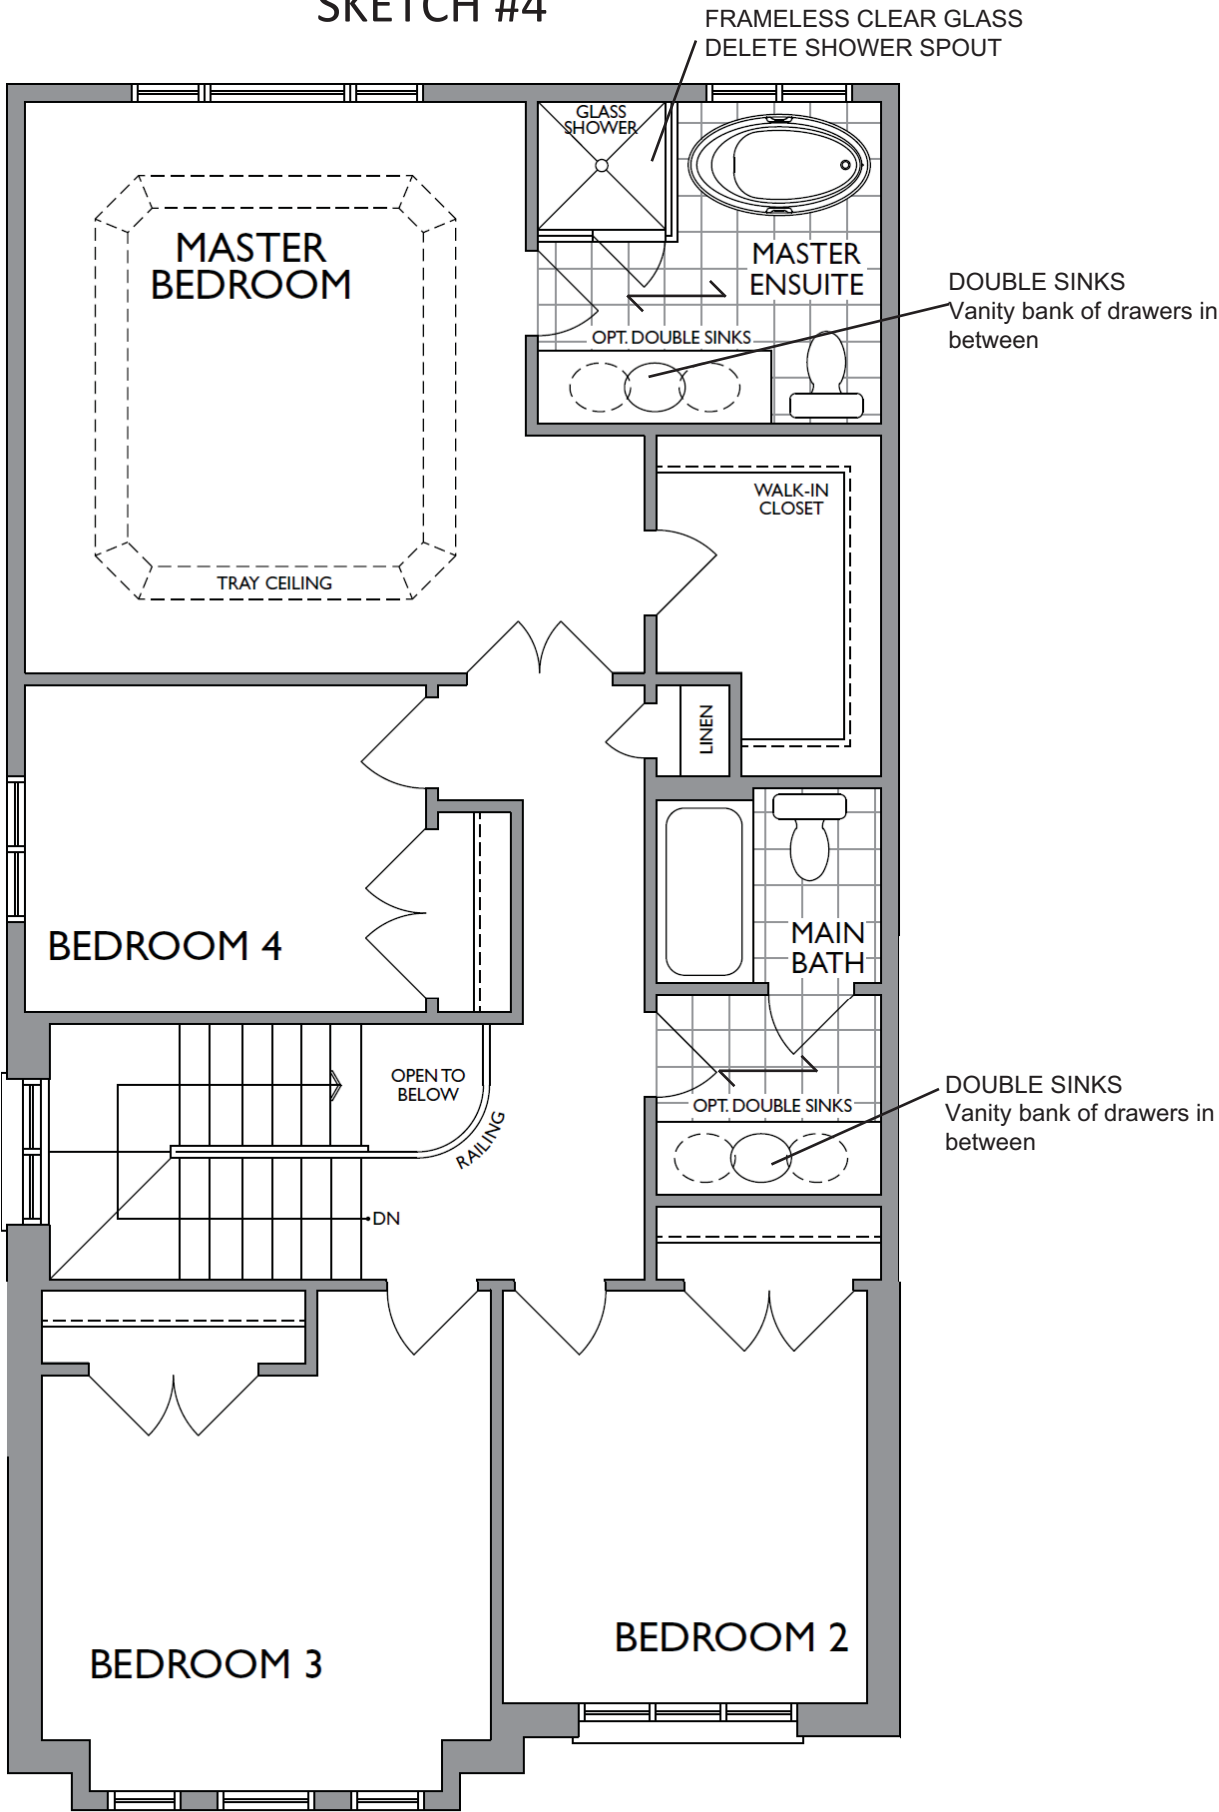 SKETCH #4
FRAMELESS CLEAR GLASS
DELETE SHOWER SPOUT
GLASS
SHOWER
MASTER
BEDROOM
MASTER
ENSUITE
DOUBLE SINKS
Vanity bank of drawers in
between
OPT. DOUBLE SINKS
WALK-IN
CLOSET
TRAY CEILING
LINEN
BEDROOM 4
MAIN
BATH
OPEN TO
BELOW
RAILING
DOUBLE SINKS
Vanity bank of drawers in
between
OPT. DOUBLE SINKS
DN
BEDROOM 3
BEDROOM 2